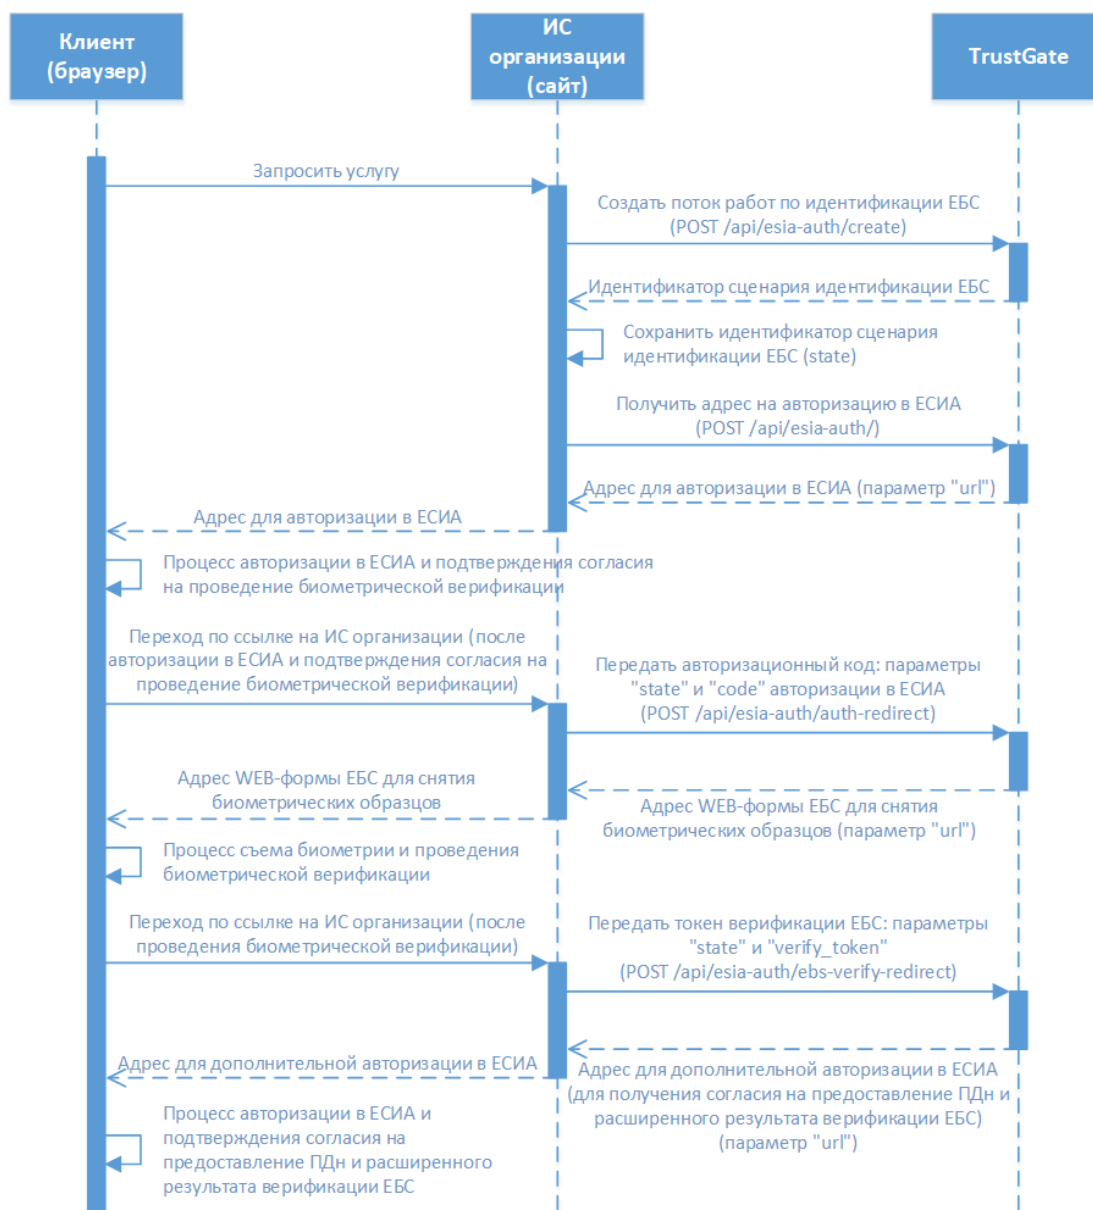 Клиент
(браузер)
ИС
организации
(сайт)
TrustGate
Запросить услугу
Создать поток работ по идентификации ЕБС
(POST /api/esia-auth/create)
Идентификатор сценария идентификации ЕБС
Сохранить идентификатор сценария
идентификации ЕБС (state)
Получить адрес на авторизацию в ЕСИА
(POST /api/esia-auth/)
Адрес для авторизации в ЕСИА (параметр "url")
Адрес для авторизации в ЕСИА
Процесс авторизации в ЕСИА и подтверждения согласия
на проведение биометрической верификации
Переход по ссылке на ИС организации (после
авторизации в ЕСИА и подтверждения согласия на
проведение биометрической верификации)
Передать авторизационный код: параметры
"state" и "code" авторизации в ЕСИА
(POST /api/esia-auth/auth-redirect)
Адрес WEB-формы ЕБС для снятия
биометрических образцов
Адрес WEB-формы ЕБС для снятия
биометрических образцов (параметр "url")
Процесс съема биометрии и проведения
биометрической верификации
Переход по ссылке на ИС организации (после
проведения биометрической верификации)
Передать токен верификации ЕБС: параметры
"state" и "verify_token"
(POST /api/esia-auth/ebs-verify-redirect)
Адрес для дополнительной авторизации в ЕСИА
Адрес для дополнительной авторизации в ЕСИА
(для получения согласия на предоставление ПДн и
расширенного результата верификации ЕБС)
(параметр "url")
Процесс авторизации в ЕСИА и
подтверждения согласия на
предоставление ПДн и расширенного
результата верификации ЕБС